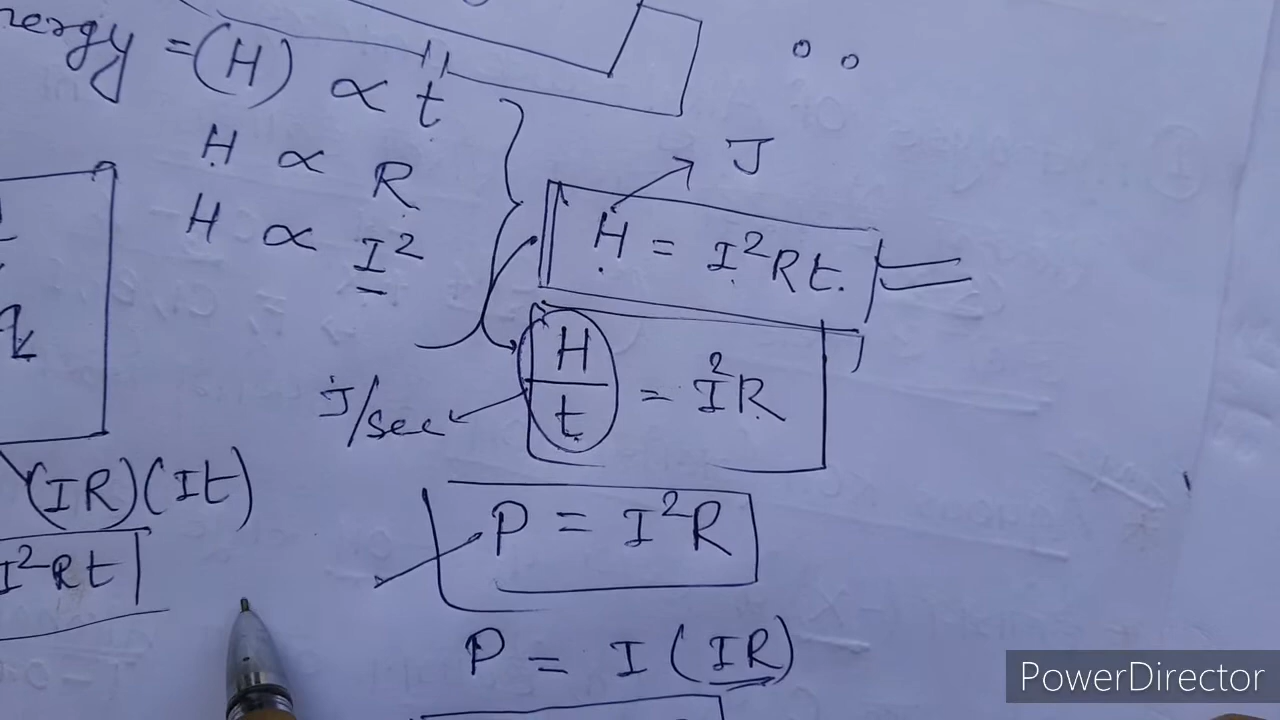 nergy = (H) ∝ t
H ∝ R
H ∝ I²
J
H = I²Rt.
H/t = I²R
J/sec
q
(IR)(It)
I²Rt
P = I²R
P = I (IR)
PowerDirector